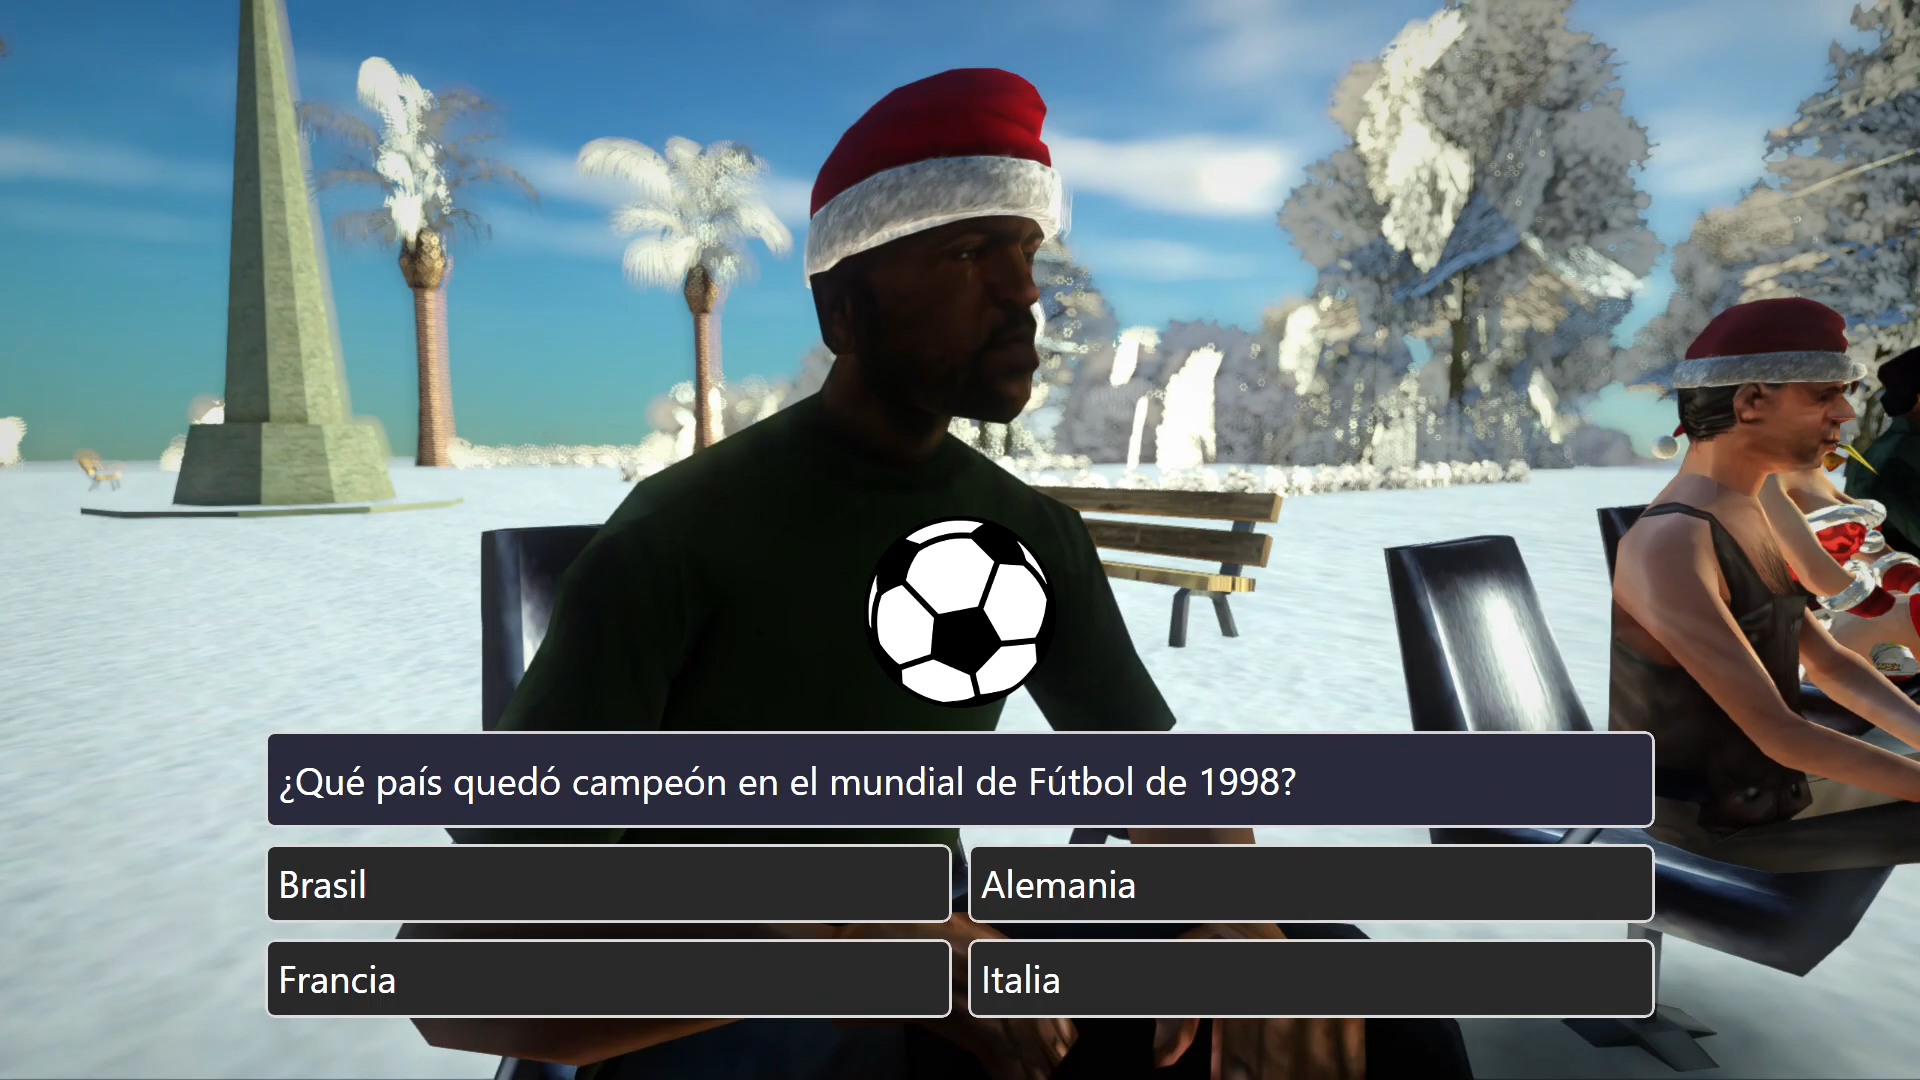 ¿Qué país quedó campeón en el mundial de Fútbol de 1998?
Brasil
Alemania
Francia
Italia